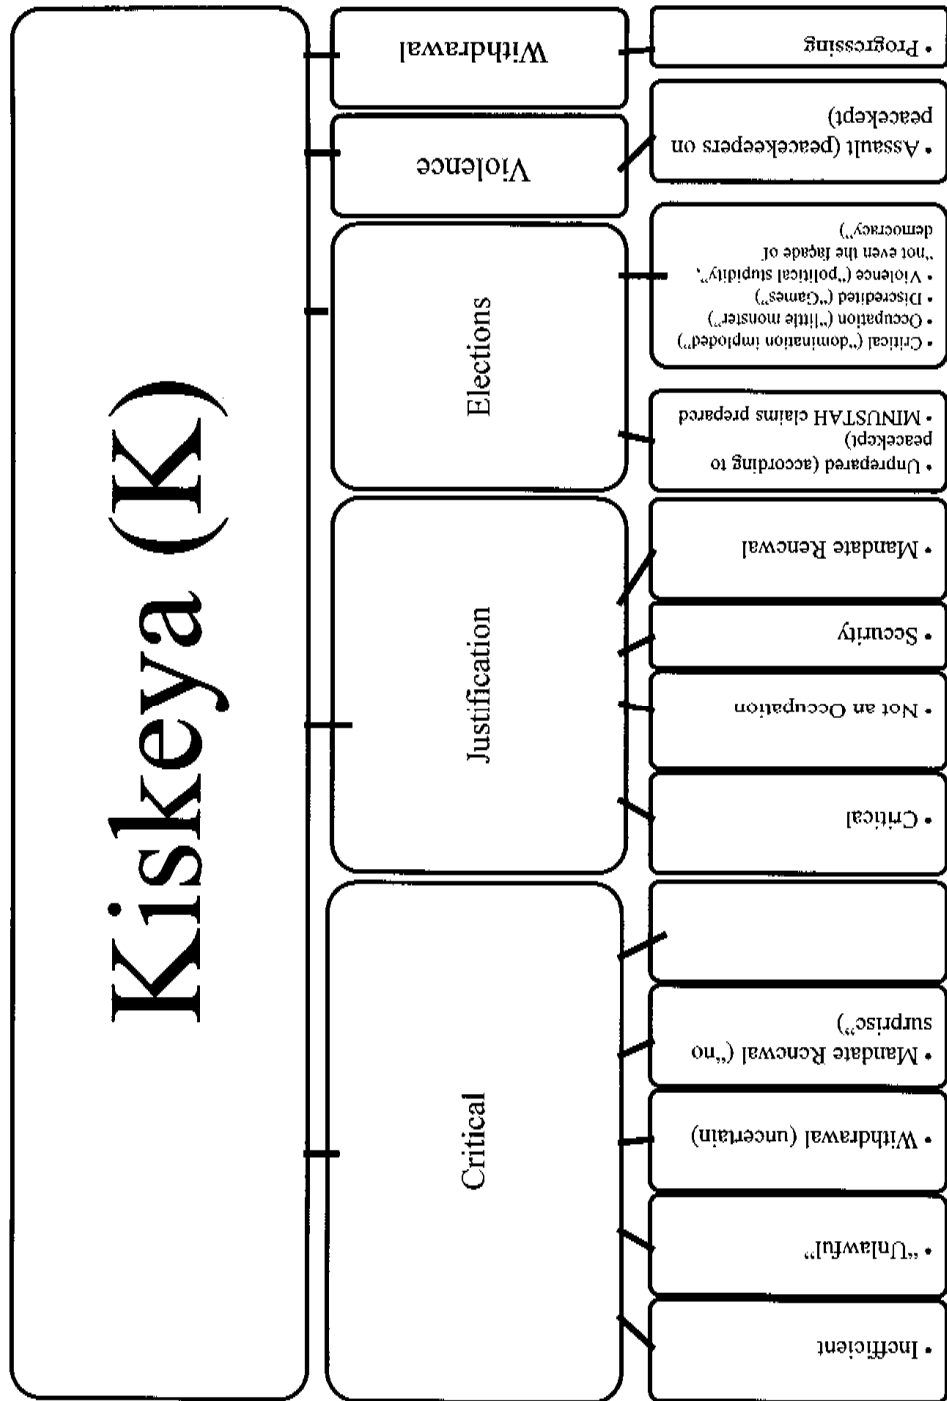 Kiskeya (K)
Critical
• Inefficient
• “Unlawful”
• Withdrawal (uncertain)
• Mandate Renewal (“no
surprise”)
Justification
• Critical
• Not an Occupation
• Security
• Mandate Renewal
Elections
• Unprepared (according to
peacekept)
• MINUSTAH claims prepared
• Critical (“domination imploded”)
• Occupation (“little monster”)
• Discredited (“Games”)
• Violence (“political stupidity”,
“not even the façade of
democracy”)
Violence
• Assault (peacekeepers on
peacekept)
Withdrawal
• Progressing